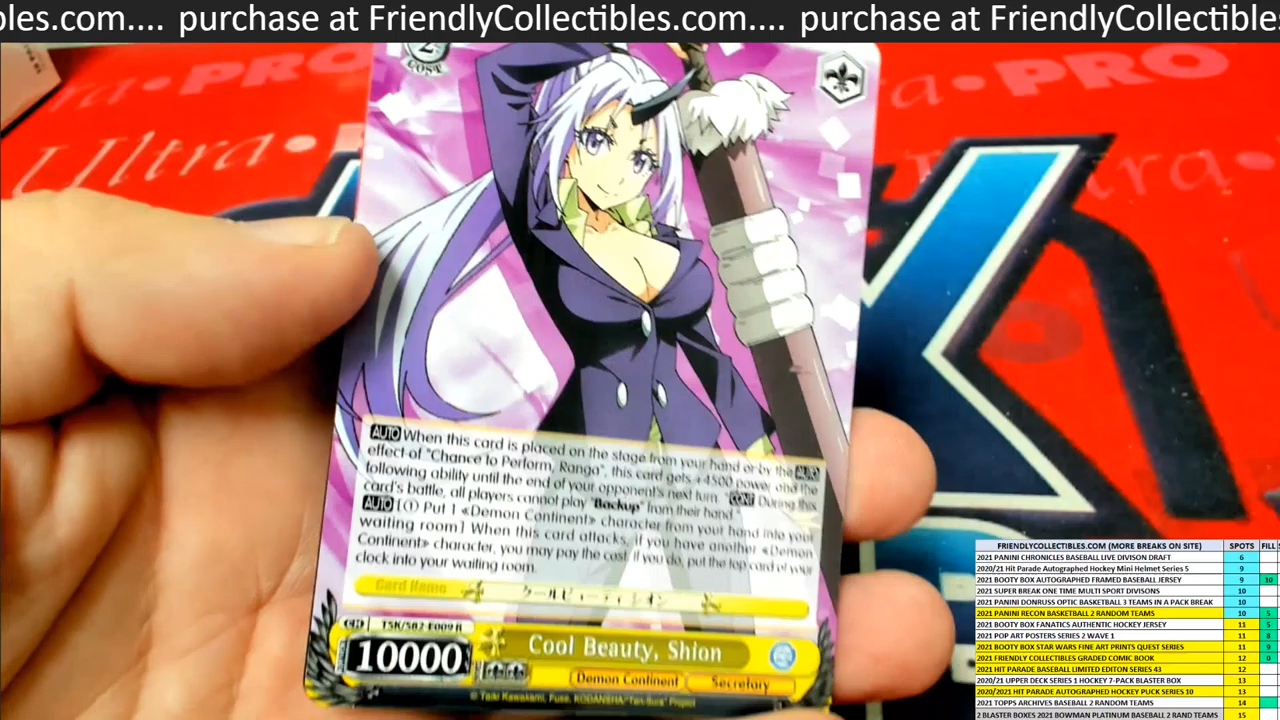 les.com.... purchase at FriendlyCollectibles.com.... purchase at FriendlyCollectibles
Ultra PRO
COST
AUTO When this card is placed on the stage from your hand or by the AUTO
effect of "Chance to Perform, Ranga", this card gets +4500 power and the
following ability until the end of your opponent's next turn. "CONT During this
card's battle, all players cannot play "Backup" from their hand."
AUTO [(1) Put 1 «Demon Continent» character from your hand into your
waiting room] When this card attacks, if you have another «Demon
Continent» character, you may pay the cost. If you do, put the top card of your
clock into your waiting room.
Card Name クールビューティ シオン
TSK/S82-E009 R
10000 Cool Beauty, Shion
Demon Continent Secretary
© Taiki Kawakami, Fuse, KODANSHA/"Ten-Sura" Project
FRIENDLYCOLLECTIBLES.COM (MORE BREAKS ON SITE) SPOTS FILL
2021 PANINI CHRONICLES BASEBALL LIVE DIVISON DRAFT 6
2020/21 Hit Parade Autographed Hockey Mini Helmet Series 5 9
2021 BOOTY BOX AUTOGRAPHED FRAMED BASEBALL JERSEY 9 10
2021 SUPER BREAK ONE TIME MULTI SPORT DIVISONS 10
2021 PANINI DONRUSS OPTIC BASKETBALL 3 TEAMS IN A PACK BREAK 10
2021 PANINI RECON BASKETBALL 2 RANDOM TEAMS 10 5
2021 BOOTY BOX FANATICS AUTHENTIC HOCKEY JERSEY 11 5
2021 POP ART POSTERS SERIES 2 WAVE 1 11 8
2021 BOOTY BOX STAR WARS FINE ART PRINTS QUEST SERIES 11 9
2021 FRIENDLY COLLECTIBLES GRADED COMIC BOOK 12 0
2021 HIT PARADE BASEBALL LIMITED EDITON SERIES 43 12
2020/21 UPPER DECK SERIES 1 HOCKEY 7-PACK BLASTER BOX 13
2020/2021 HIT PARADE AUTOGRAPHED HOCKEY PUCK SERIES 10 13
2021 TOPPS ARCHIVES BASEBALL 2 RANDOM TEAMS 14
2 BLASTER BOXES 2021 BOWMAN PLATINUM BASEBALL 2 RAND TEAMS 15